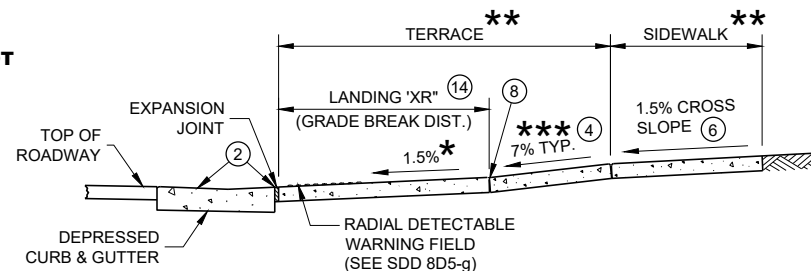 OT
TERRACE **
SIDEWALK **
LANDING 'XR" 14
(GRADE BREAK DIST.)
8
EXPANSION
JOINT
2
TOP OF
ROADWAY
1.5%*
*** 4
7% TYP.
1.5% CROSS
SLOPE 6
DEPRESSED
CURB & GUTTER
RADIAL DETECTABLE
WARNING FIELD
(SEE SDD 8D5-g)